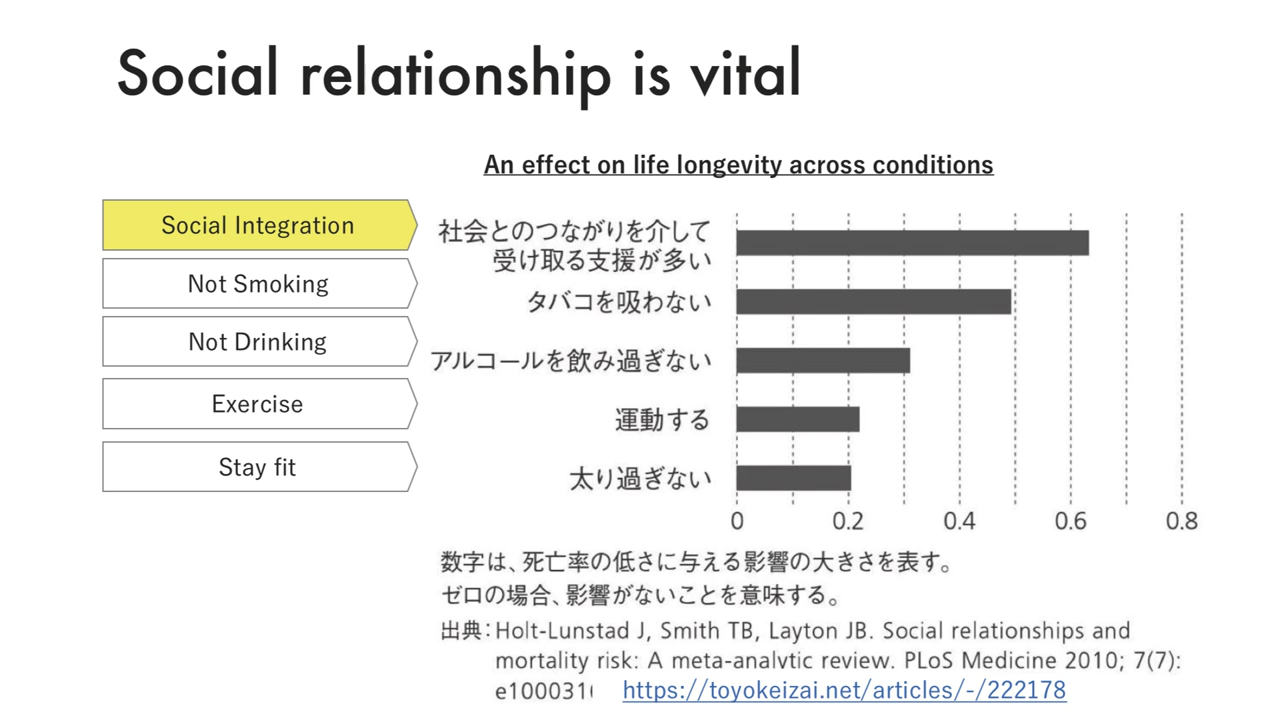 Social relationship is vital
An effect on life longevity across conditions
Social Integration
Not Smoking
Not Drinking
Exercise
Stay fit
社会とのつながりを介して
受け取る支援が多い
タバコを吸わない
アルコールを飲み過ぎない
運動する
太り過ぎない
0 0.2 0.4 0.6 0.8
数字は、死亡率の低さに与える影響の大きさを表す。
ゼロの場合、影響がないことを意味する。
出典：Holt-Lunstad J, Smith TB, Layton JB. Social relationships and
mortality risk: A meta-analytic review. PLoS Medicine 2010; 7(7):
https://toyokeizai.net/articles/-/222178